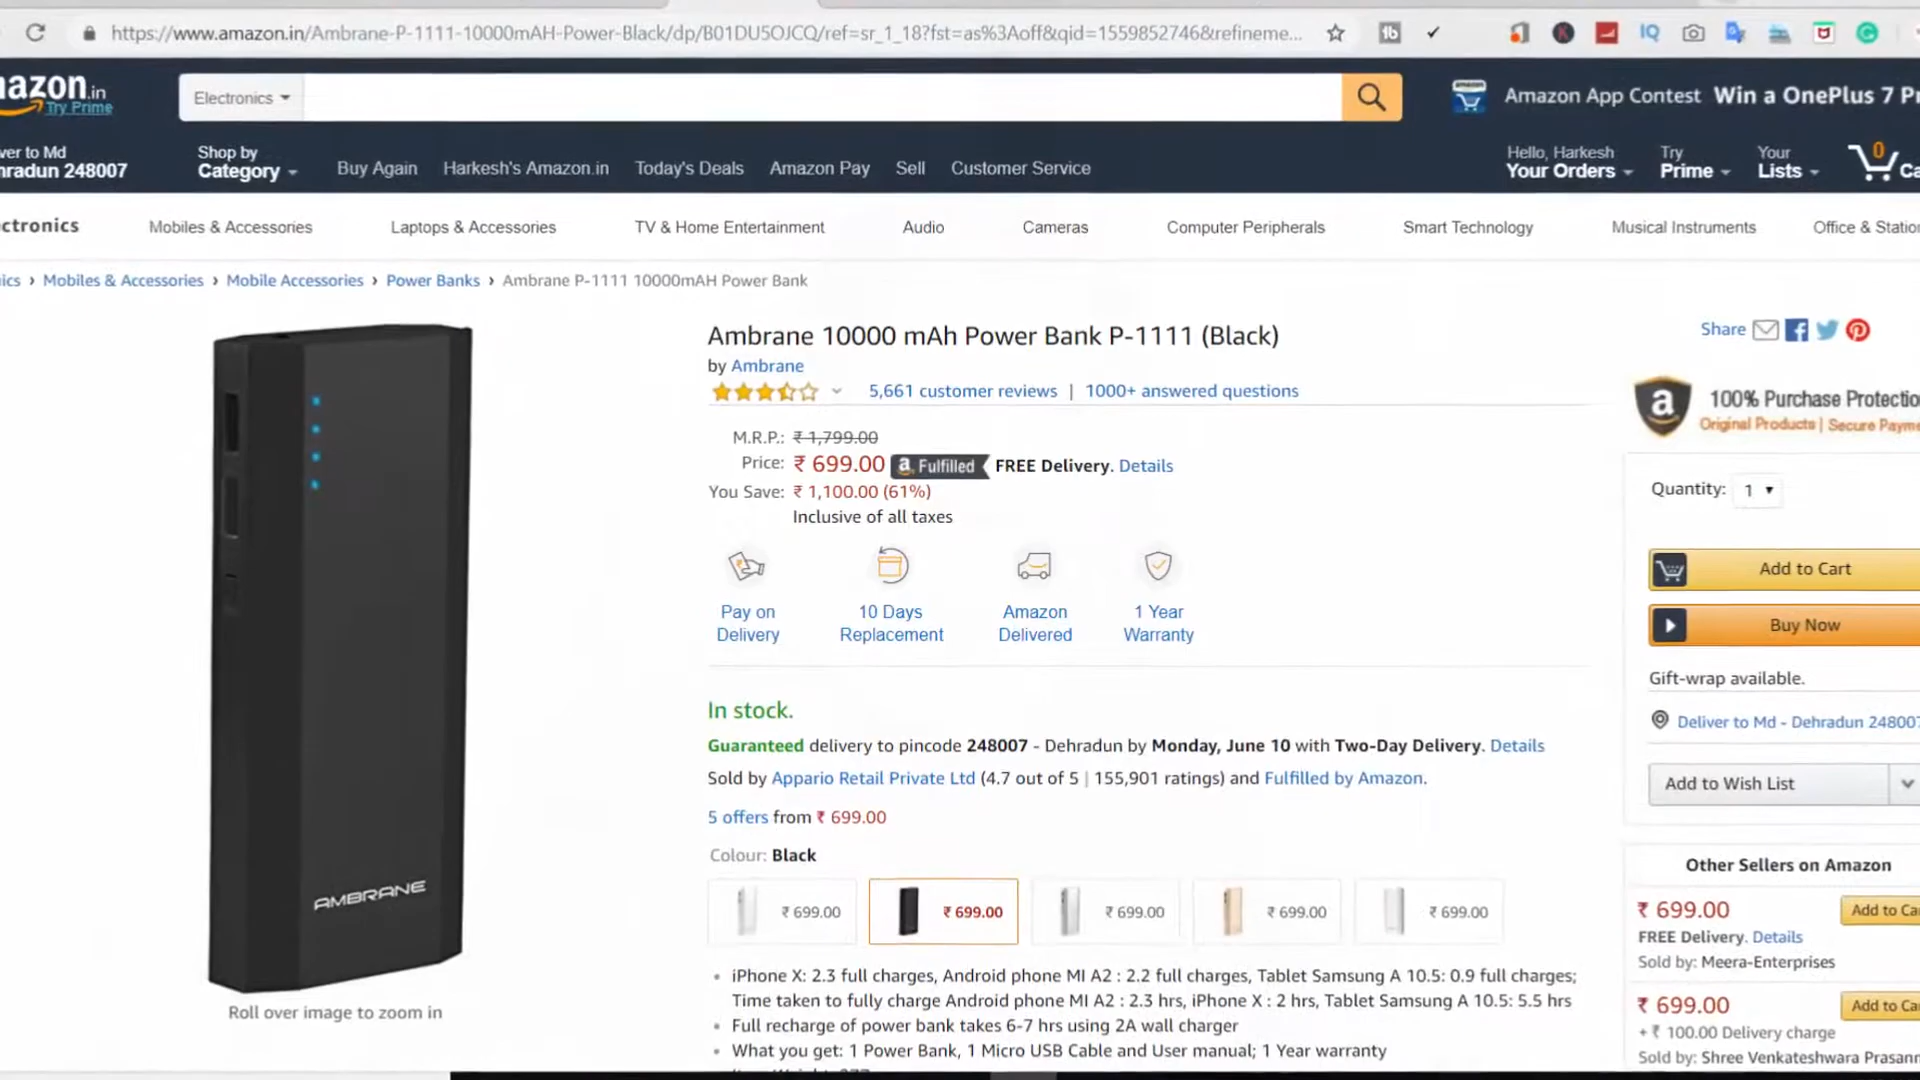 https://www.amazon.in/Ambrane-P-1111-10000mAH-Power-Black/dp/B01DU5OJCQ/ref=sr_1_18?fst=as%3Aoff&qid=1559852746&refineme...
mazon.in
Try Prime
Electronics
Amazon App Contest Win a OnePlus 7 Pr
ver to Md
hradun 248007
Shop by
Category
Buy Again
Harkesh's Amazon.in
Today's Deals
Amazon Pay
Sell
Customer Service
Hello, Harkesh
Your Orders
Try
Prime
Your
Lists
0
Ca
ctronics
Mobiles & Accessories
Laptops & Accessories
TV & Home Entertainment
Audio
Cameras
Computer Peripherals
Smart Technology
Musical Instruments
Office & Statio
ics › Mobiles & Accessories › Mobile Accessories › Power Banks › Ambrane P-1111 10000mAH Power Bank
AMBRANE
Roll over image to zoom in
Ambrane 10000 mAh Power Bank P-1111 (Black)
by Ambrane
5,661 customer reviews | 1000+ answered questions
M.R.P.: ₹ 1,799.00
Price: ₹ 699.00 a Fulfilled FREE Delivery. Details
You Save: ₹ 1,100.00 (61%)
Inclusive of all taxes
Pay on
Delivery
10 Days
Replacement
Amazon
Delivered
1 Year
Warranty
In stock.
Guaranteed delivery to pincode 248007 - Dehradun by Monday, June 10 with Two-Day Delivery. Details
Sold by Appario Retail Private Ltd (4.7 out of 5 | 155,901 ratings) and Fulfilled by Amazon.
5 offers from ₹ 699.00
Colour: Black
₹ 699.00
₹ 699.00
₹ 699.00
₹ 699.00
₹ 699.00
• iPhone X: 2.3 full charges, Android phone MI A2 : 2.2 full charges, Tablet Samsung A 10.5: 0.9 full charges;
Time taken to fully charge Android phone MI A2 : 2.3 hrs, iPhone X : 2 hrs, Tablet Samsung A 10.5: 5.5 hrs
• Full recharge of power bank takes 6-7 hrs using 2A wall charger
• What you get: 1 Power Bank, 1 Micro USB Cable and User manual; 1 Year warranty
Share
a 100% Purchase Protectio
Original Products | Secure Payme
Quantity: 1
Add to Cart
Buy Now
Gift-wrap available.
Deliver to Md - Dehradun 248007
Add to Wish List
Other Sellers on Amazon
₹ 699.00
Add to Ca
FREE Delivery. Details
Sold by: Meera-Enterprises
₹ 699.00
Add to Ca
+ ₹ 100.00 Delivery charge
Sold by: Shree Venkateshwara Prasann